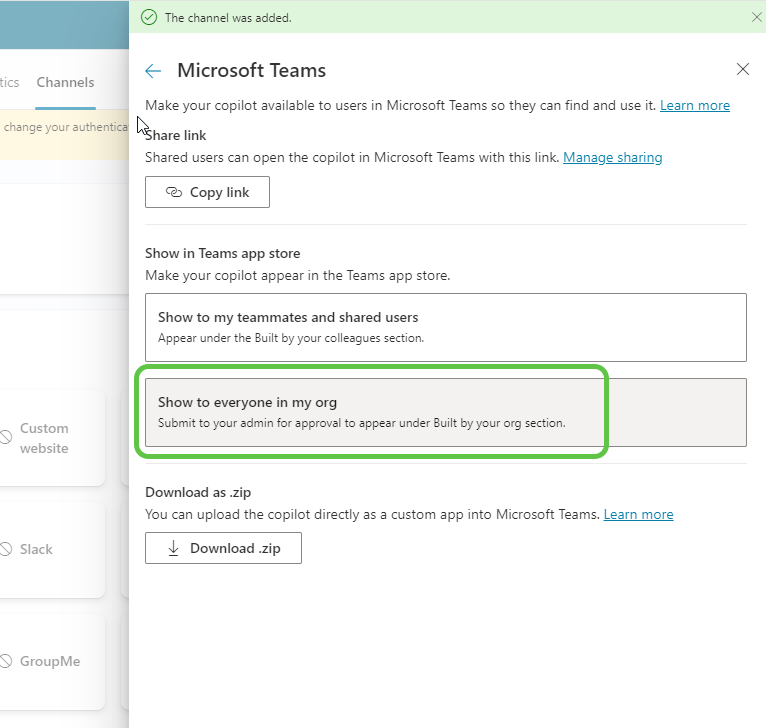 The channel was added.
Microsoft Teams
tics Channels
Make your copilot available to users in Microsoft Teams so they can find and use it. Learn more
change your authentica
Share link
Shared users can open the copilot in Microsoft Teams with this link. Manage sharing
Copy link
Show in Teams app store
Make your copilot appear in the Teams app store.
Show to my teammates and shared users
Appear under the Built by your colleagues section.
Show to everyone in my org
Submit to your admin for approval to appear under Built by your org section.
Custom
website
Download as .zip
You can upload the copilot directly as a custom app into Microsoft Teams. Learn more
Download .zip
Slack
GroupMe